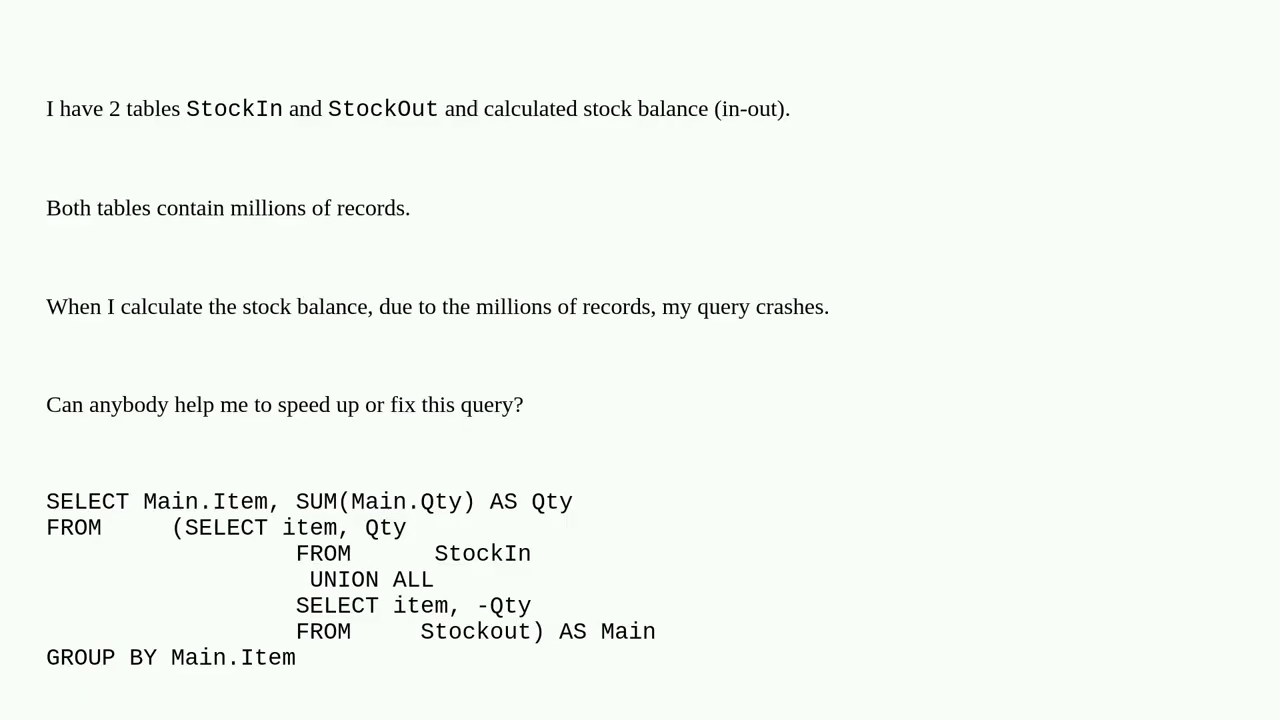 I have 2 tables StockIn and StockOut and calculated stock balance (in-out).
Both tables contain millions of records.
When I calculate the stock balance, due to the millions of records, my query crashes.
Can anybody help me to speed up or fix this query?
SELECT Main.Item, SUM(Main.Qty) AS Qty
FROM     (SELECT item, Qty
                  FROM      StockIn
                   UNION ALL
                  SELECT item, -Qty
                  FROM     Stockout) AS Main
GROUP BY Main.Item